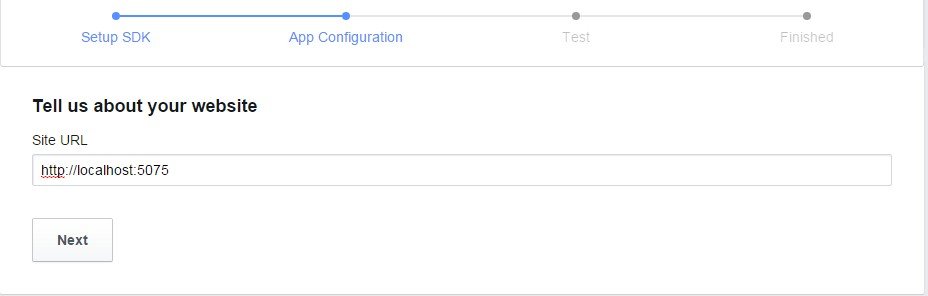 Setup SDK
App Configuration
Test
Finished
Tell us about your website
Site URL
http://localhost:5075
Next